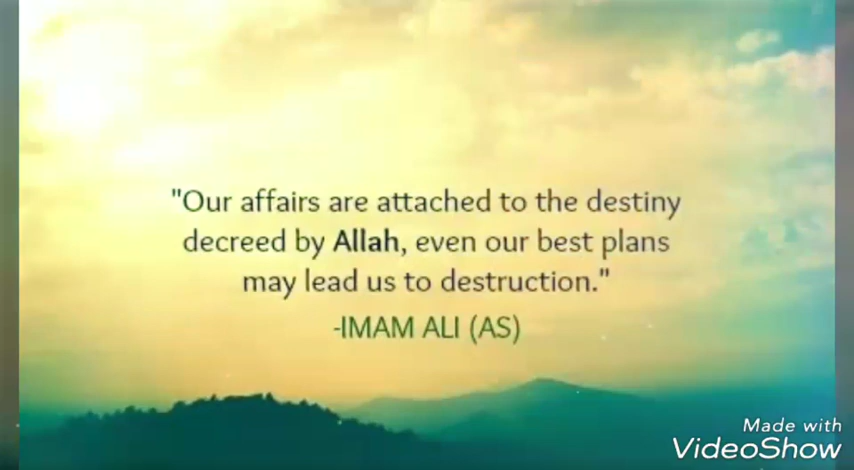 "Our affairs are attached to the destiny
decreed by Allah, even our best plans
may lead us to destruction."
-IMAM ALI (AS)
Made with
VideoShow